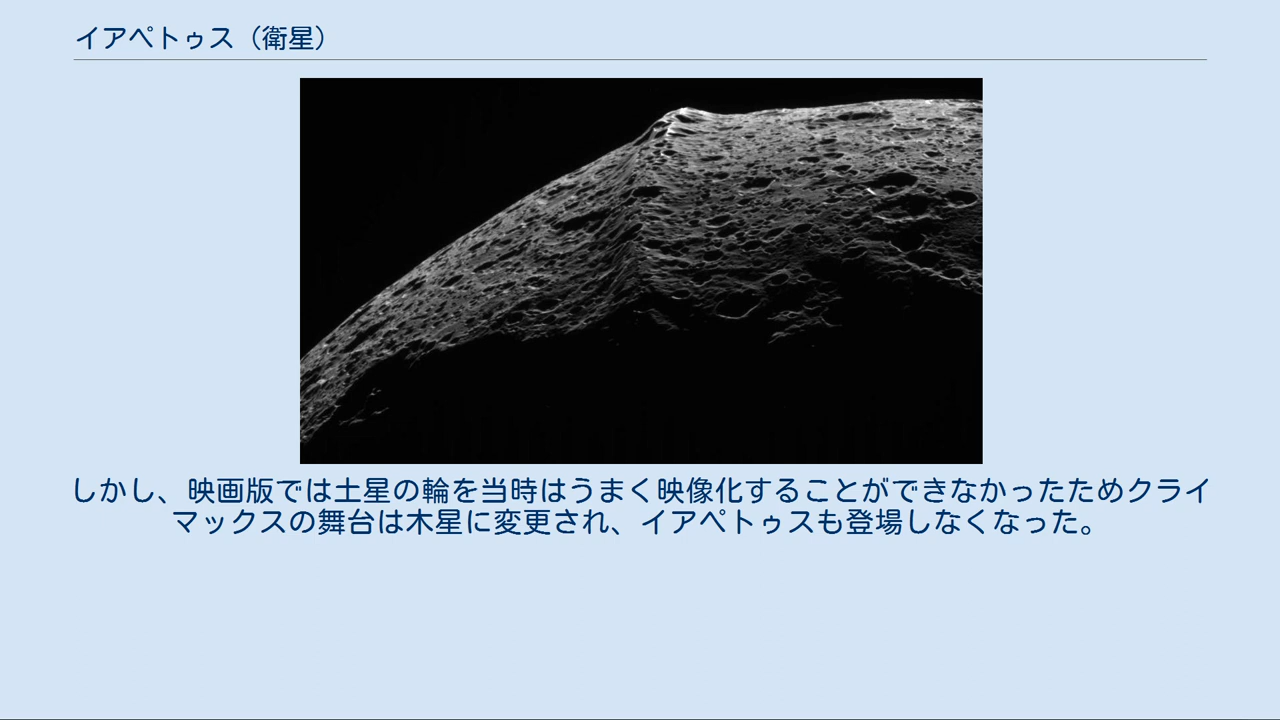 イアペトゥス（衛星）
しかし、映画版では土星の輪を当時はうまく映像化することができなかったためクライ
マックスの舞台は木星に変更され、イアペトゥスも登場しなくなった。